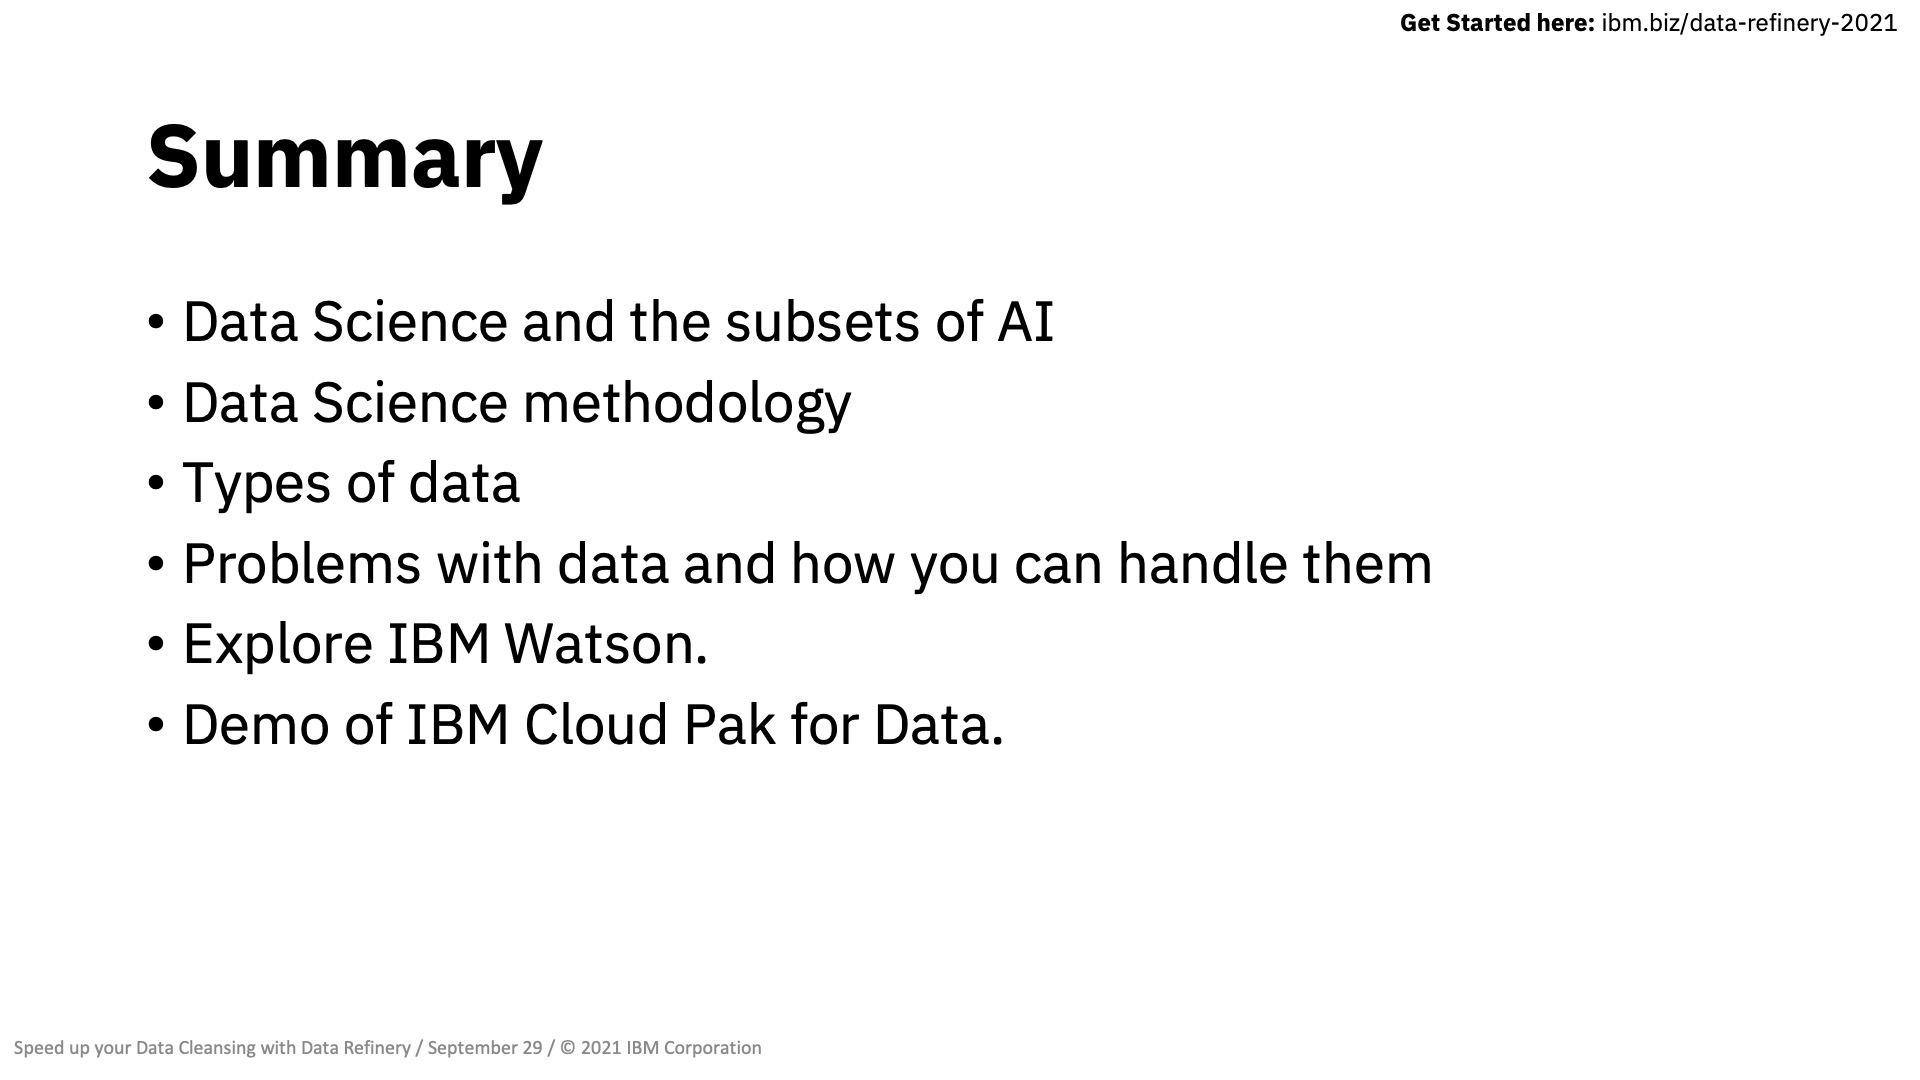 Get Started here: ibm.biz/data-refinery-2021
Summary
• Data Science and the subsets of AI
• Data Science methodology
• Types of data
• Problems with data and how you can handle them
• Explore IBM Watson.
• Demo of IBM Cloud Pak for Data.
Speed up your Data Cleansing with Data Refinery / September 29 / © 2021 IBM Corporation